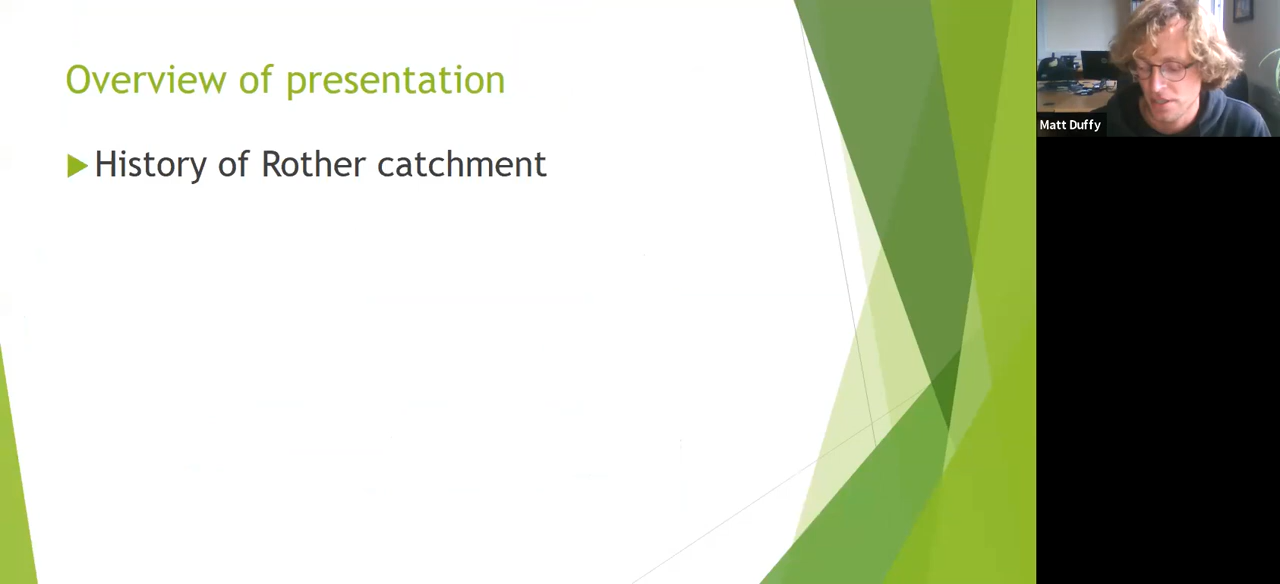 Overview of presentation
History of Rother catchment
Matt Duffy